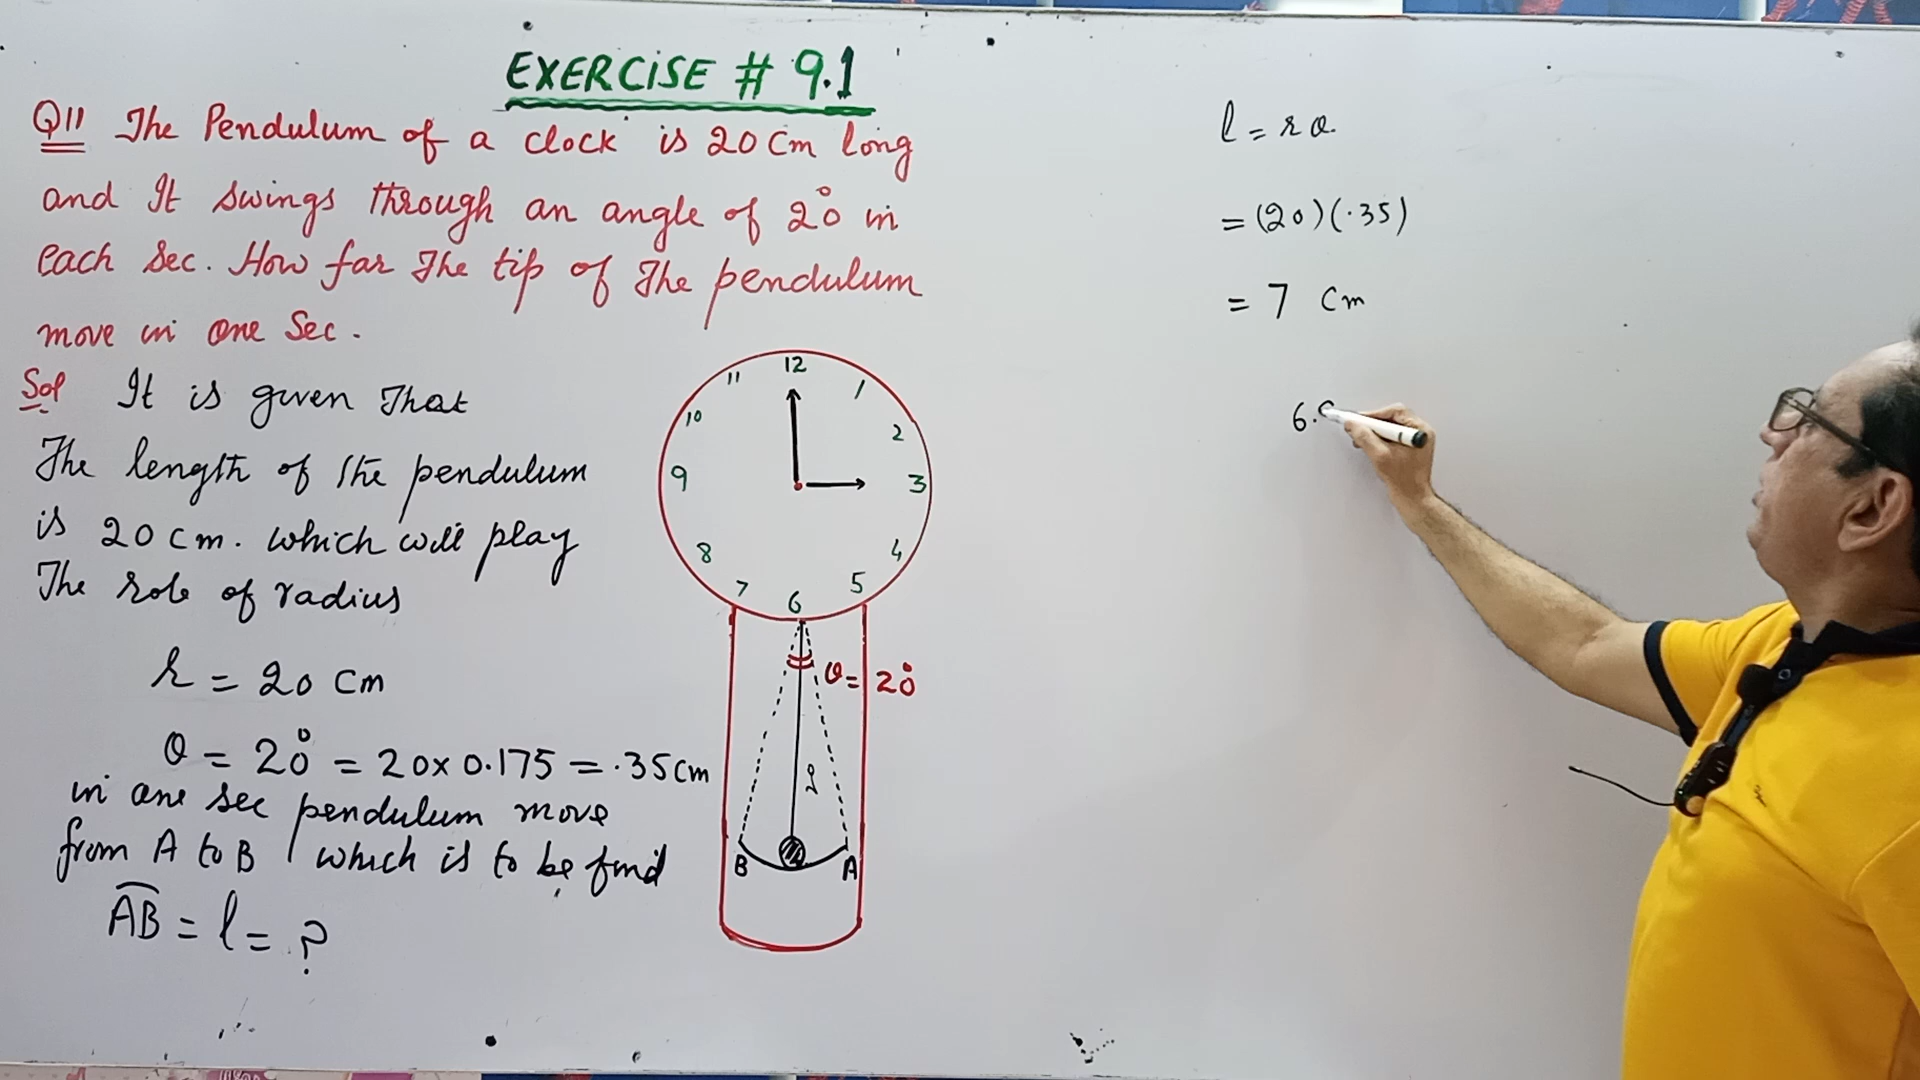 EXERCISE # 9.1
Q11 The Pendulum of a clock is 20 cm long
and It swings through an angle of 20° in
each sec. How far the tip of the pendulum
move in one sec.
Sol It is given that
The length of the pendulum
is 20 cm. which will play
The role of radius
r = 20 cm
θ = 20° = 20x 0.175 = .35cm
in one sec pendulum move
from A to B which is to be find
AB = l = ?
12
1
2
3
4
5
6
7
8
9
10
11
θ = 20°
l
B
A
l = rθ.
= (20)(.35)
= 7 cm
6.